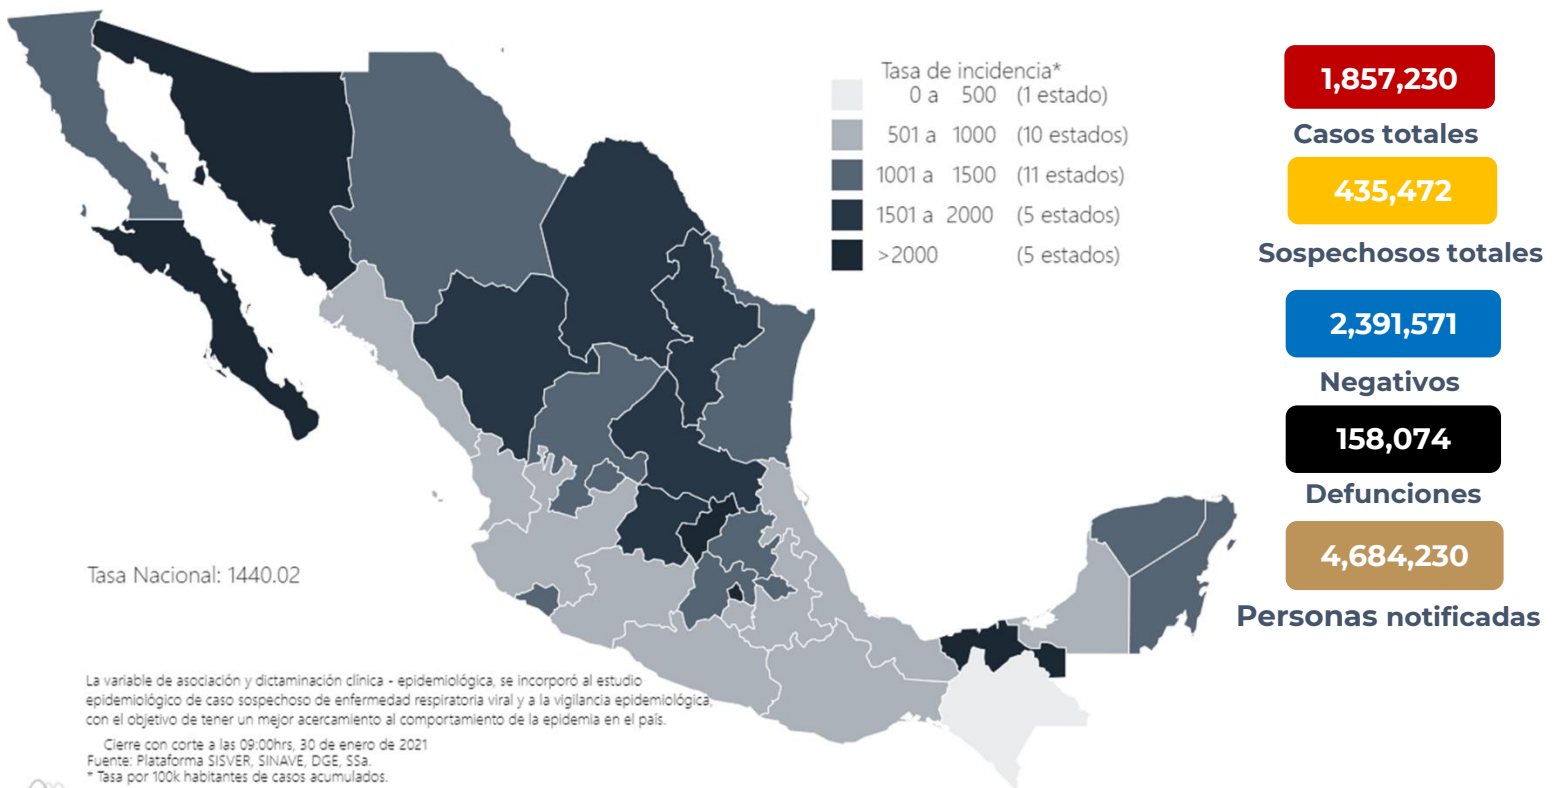 Tasa de incidencia*
0 a 500 (1 estado)
501 a 1000 (10 estados)
1001 a 1500 (11 estados)
1501 a 2000 (5 estados)
>2000 (5 estados)
1,857,230
Casos totales
435,472
Sospechosos totales
2,391,571
Negativos
158,074
Defunciones
4,684,230
Personas notificadas
Tasa Nacional: 1440.02
La variable de asociación y dictaminación clínica - epidemiológica, se incorporó al estudio
epidemiológico de caso sospechoso de enfermedad respiratoria viral y a la vigilancia epidemiológica,
con el objetivo de tener un mejor acercamiento al comportamiento de la epidemia en el país.
Cierre con corte a las 09:00hrs, 30 de enero de 2021
Fuente: Plataforma SISVER, SINAVE, DGE, SSa.
* Tasa por 100k habitantes de casos acumulados.